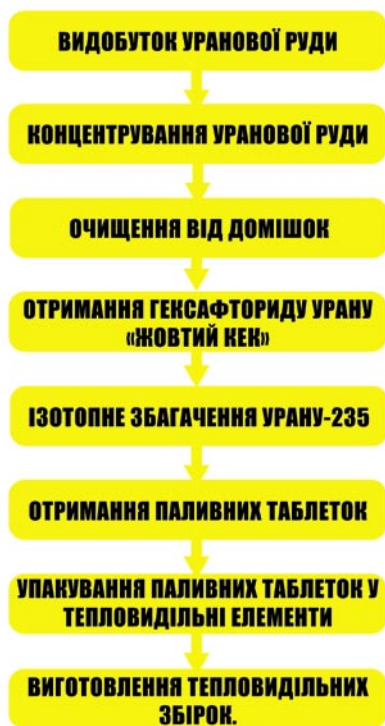 ВИДОБУТОК УРАНОВОЇ РУДИ
КОНЦЕНТРУВАННЯ УРАНОВОЇ РУДИ
ОЧИЩЕННЯ ВІД ДОМІШОК
ОТРИМАННЯ ГЕКСАФТОРИДУ УРАНУ
«ЖОВТИЙ КЕК»
ІЗОТОПНЕ ЗБАГАЧЕННЯ УРАНУ-235
ОТРИМАННЯ ПАЛИВНИХ ТАБЛЕТОК
УПАКУВАННЯ ПАЛИВНИХ ТАБЛЕТОК У
ТЕПЛОВИДІЛЬНІ ЕЛЕМЕНТИ
ВИГОТОВЛЕННЯ ТЕПЛОВИДІЛЬНИХ
ЗБІРОК.